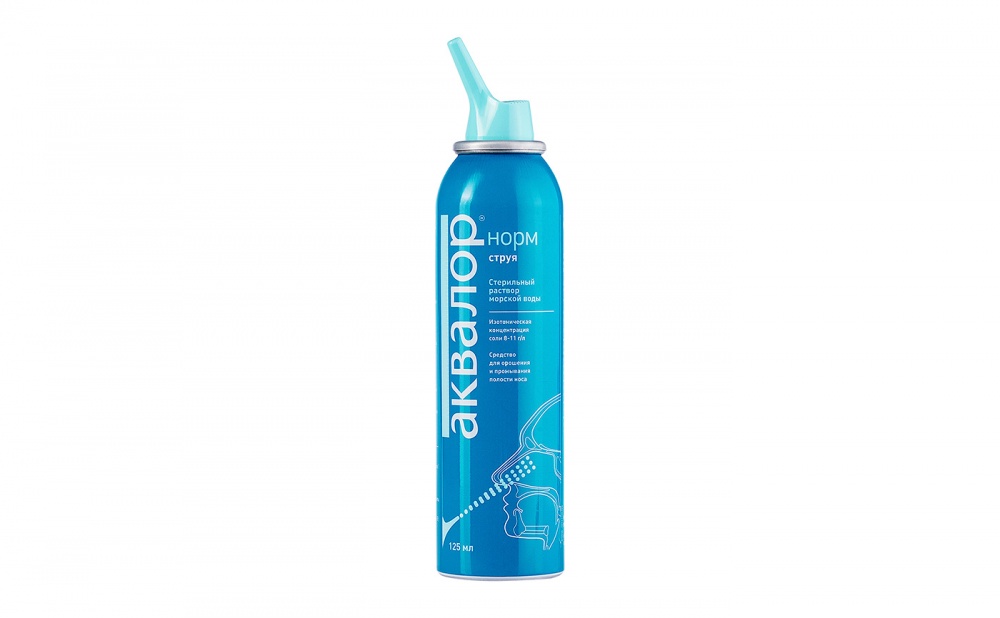 аквалор®
норм
струя
Стерильный
раствор
морской воды
Изотоническая
концентрация
соли 8-11 г/л
Средство
для орошения
и промывания
полости носа
125 мл